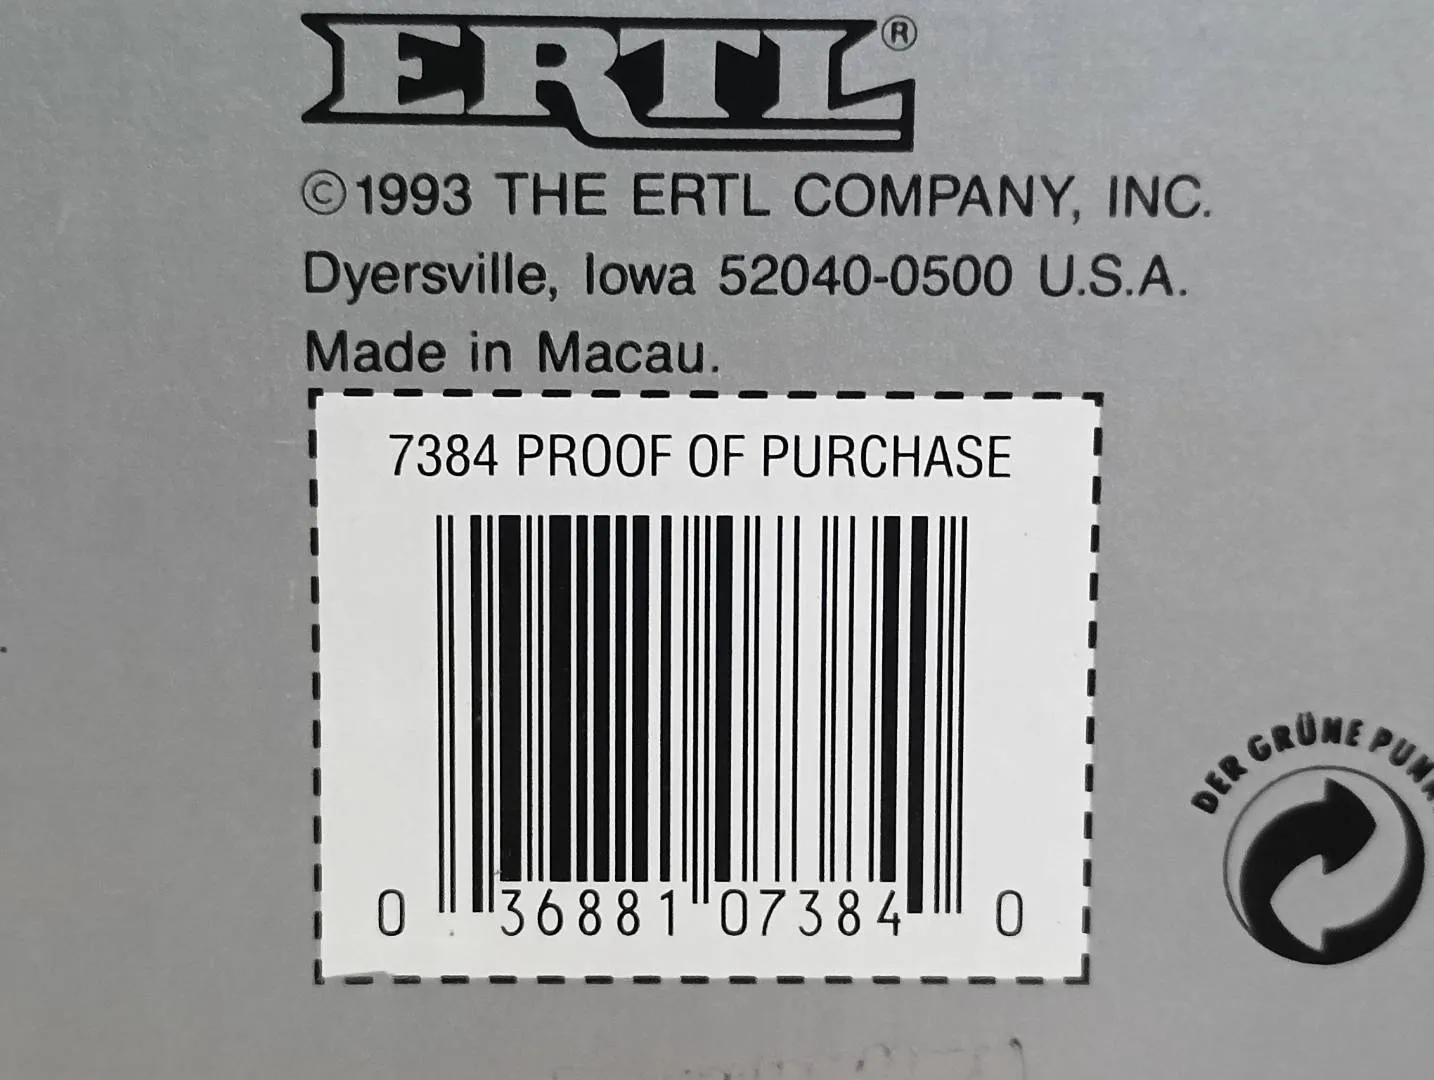 ERTL®
©1993 THE ERTL COMPANY, INC.
Dyersville, Iowa 52040-0500 U.S.A.
Made in Macau.
7384 PROOF OF PURCHASE
0 36881 07384 0
DER GRÜNE